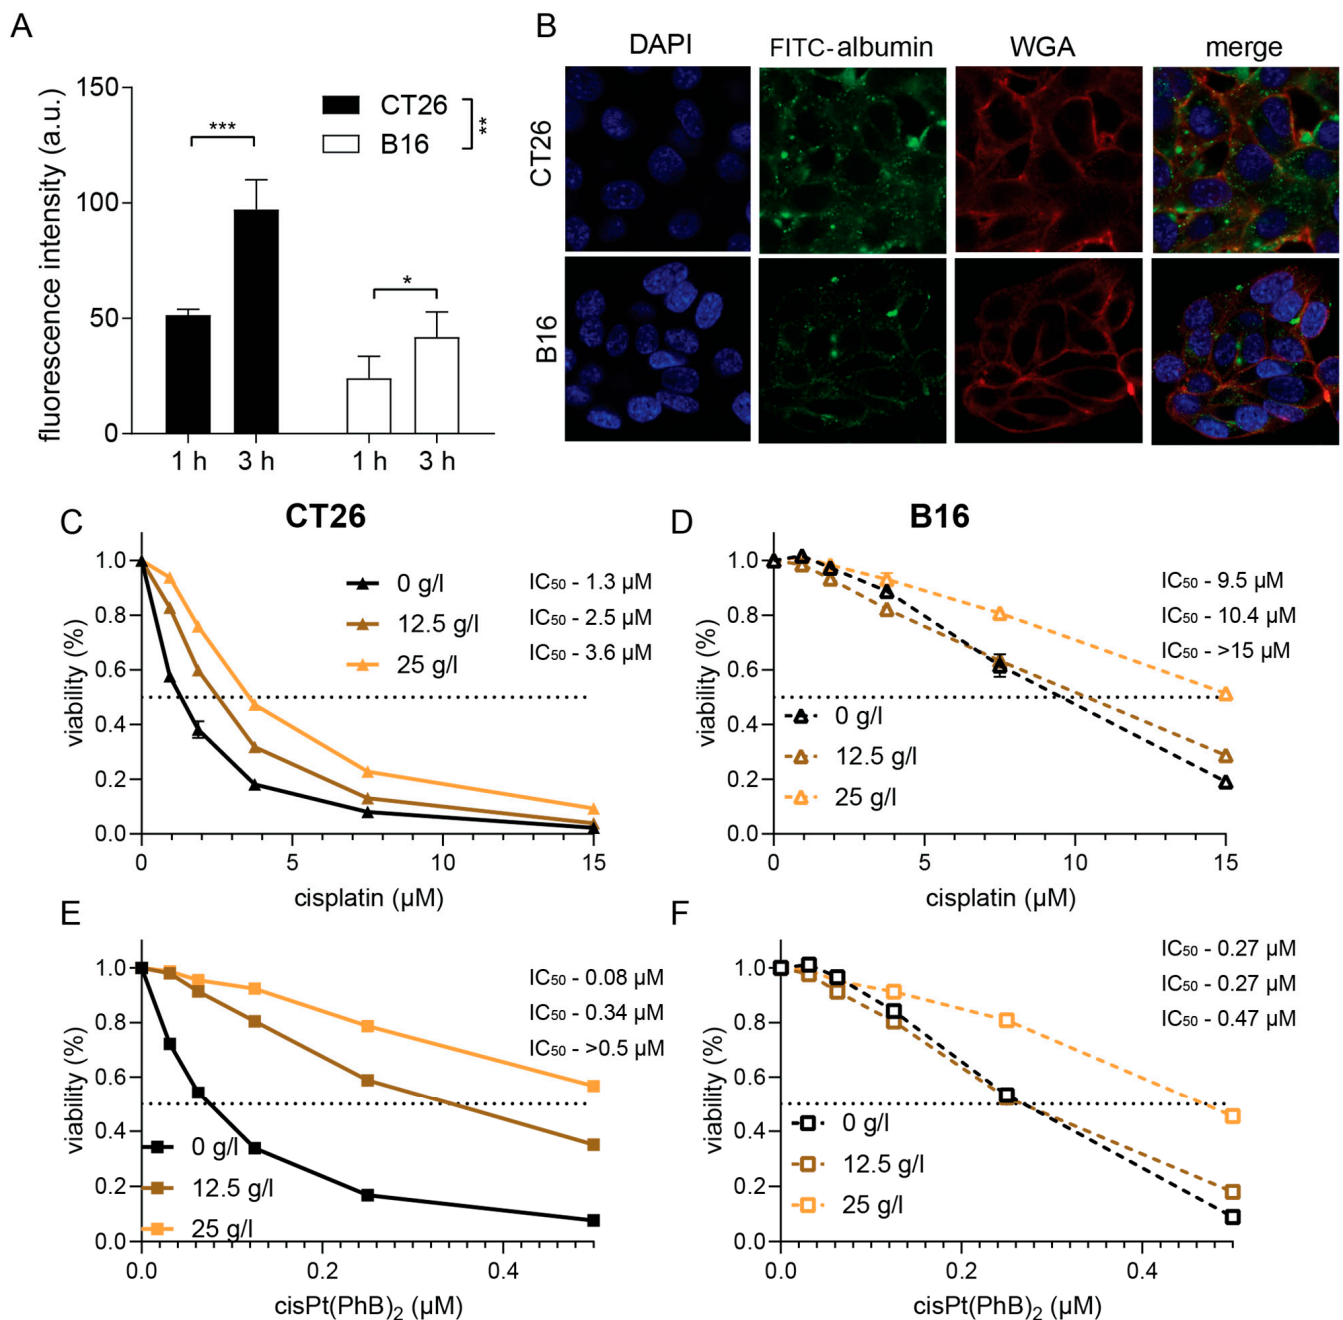 A
fluorescence intensity (a.u.)
150
100
50
0
CT26
B16
**
***
*
1 h
3 h
1 h
3 h
B
DAPI
FITC-albumin
WGA
merge
CT26
B16
C
CT26
viability (%)
1.0
0.8
0.6
0.4
0.2
0.0
0 g/l
12.5 g/l
25 g/l
IC50 - 1.3 µM
IC50 - 2.5 µM
IC50 - 3.6 µM
0
5
10
15
cisplatin (µM)
D
B16
viability (%)
1.0
0.8
0.6
0.4
0.2
0.0
IC50 - 9.5 µM
IC50 - 10.4 µM
IC50 - >15 µM
0 g/l
12.5 g/l
25 g/l
0
5
10
15
cisplatin (µM)
E
viability (%)
1.0
0.8
0.6
0.4
0.2
0.0
IC50 - 0.08 µM
IC50 - 0.34 µM
IC50 - >0.5 µM
0 g/l
12.5 g/l
25 g/l
0.0
0.2
0.4
cisPt(PhB)2 (µM)
F
viability (%)
1.0
0.8
0.6
0.4
0.2
0.0
IC50 - 0.27 µM
IC50 - 0.27 µM
IC50 - 0.47 µM
0 g/l
12.5 g/l
25 g/l
0.0
0.2
0.4
cisPt(PhB)2 (µM)